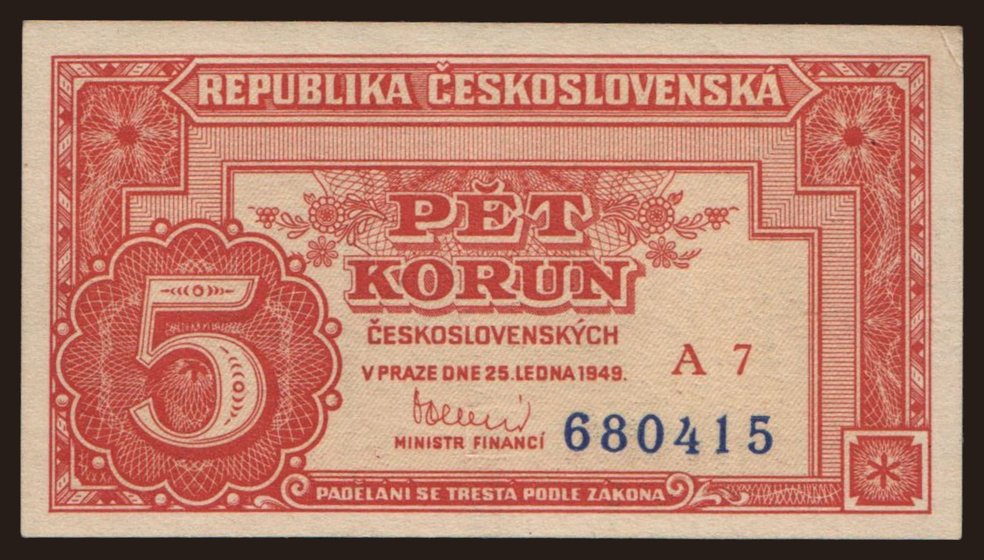 REPUBLIKA ČESKOSLOVENSKÁ
PĚT
KORUN
ČESKOSLOVENSKÝCH
V PRAZE DNE 25. LEDNA 1949.
A 7
5
MINISTR FINANCÍ
680415
PADĚLÁNÍ SE TRESTÁ PODLE ZÁKONA